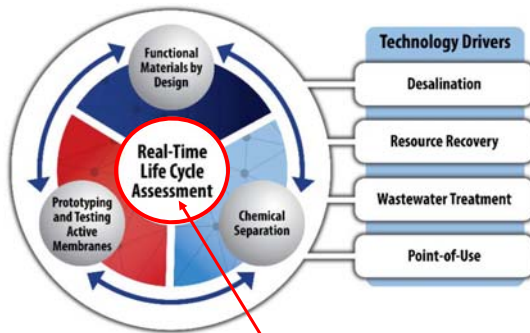 Functional
Materials by
Design
Real-Time
Life Cycle
Assessment
Prototyping
and Testing
Active
Membranes
Chemical
Separation
Technology Drivers
Desalination
Resource Recovery
Wastewater Treatment
Point-of-Use